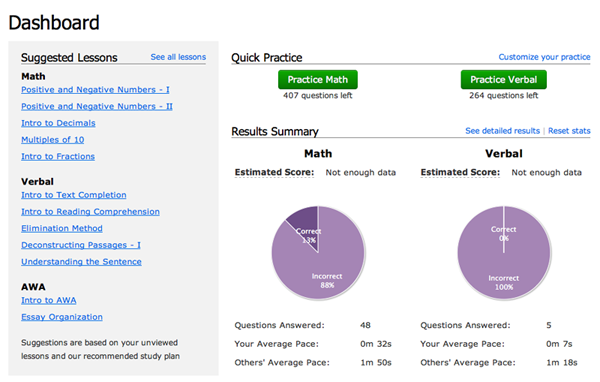 Dashboard
Suggested Lessons
See all lessons
Math
Positive and Negative Numbers - I
Positive and Negative Numbers - II
Intro to Decimals
Multiples of 10
Intro to Fractions
Verbal
Intro to Text Completion
Intro to Reading Comprehension
Elimination Method
Deconstructing Passages - I
Understanding the Sentence
AWA
Intro to AWA
Essay Organization
Suggestions are based on your unviewed
lessons and our recommended study plan
Quick Practice
Customize your practice
Practice Math
407 questions left
Practice Verbal
264 questions left
Results Summary
See detailed results | Reset stats
Math
Estimated Score: Not enough data
Correct
13%
Incorrect
88%
Questions Answered: 48
Your Average Pace: 0m 32s
Others' Average Pace: 1m 50s
Verbal
Estimated Score: Not enough data
Correct
0%
Incorrect
100%
Questions Answered: 5
Your Average Pace: 0m 7s
Others' Average Pace: 1m 18s